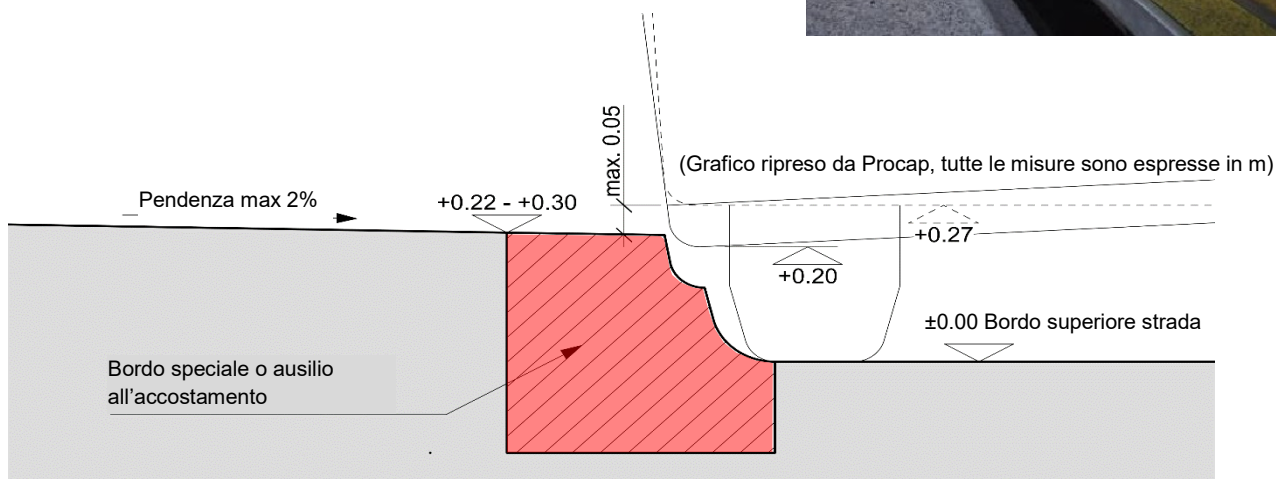 max. 0.05
(Grafico ripreso da Procap, tutte le misure sono espresse in m)
Pendenza max 2%
+0.22 - +0.30
+0.27
+0.20
±0.00 Bordo superiore strada
Bordo speciale o ausilio
all’accostamento